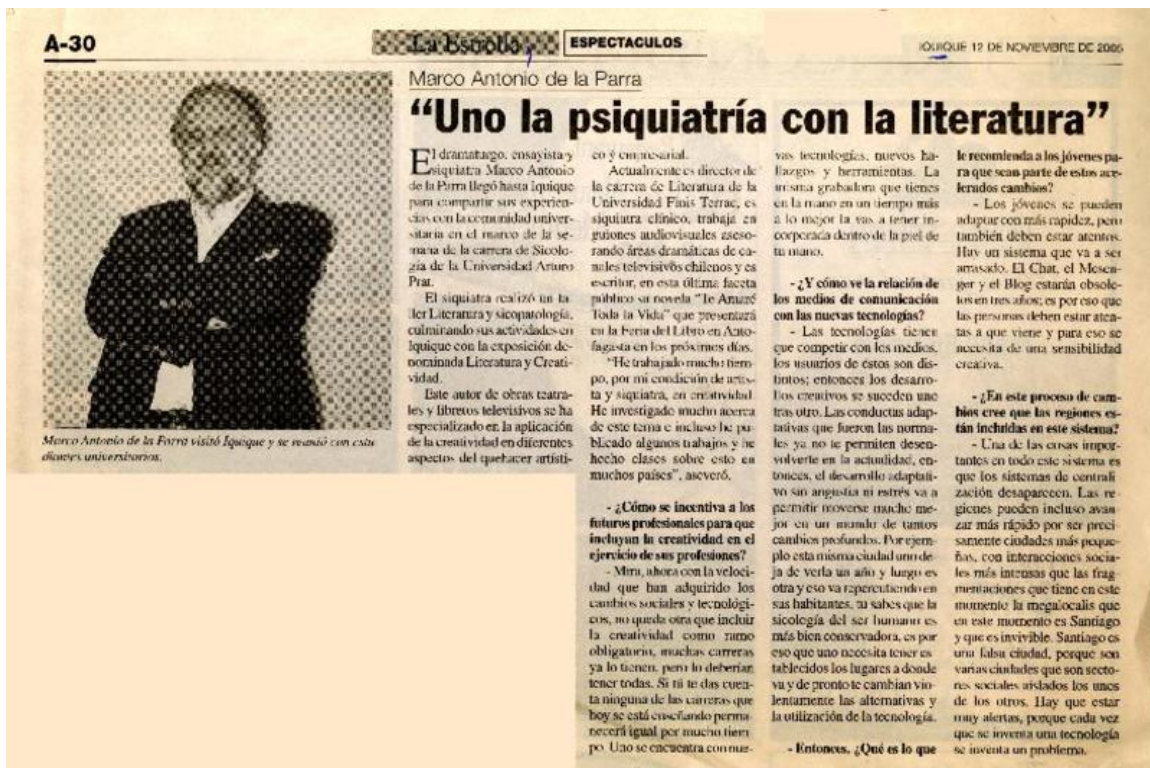 A-30
La Estrella
ESPECTACULOS
IQUIQUE 12 DE NOVIEMBRE DE 2005
Marco Antonio de la Parra
“Uno la psiquiatría con la literatura”
El dramaturgo, ensayista y
siquiatra Marco Antonio
de la Parra llegó hasta Iquique
para compartir sus experien-
cias con la comunidad univer-
sitaria en el marco de la se-
mana de la carrera de Sicolo-
gía de la Universidad Arturo
Prat.
El siquiatra realizó un ta-
ller Literatura y sicopatología,
culminando sus actividades en
Iquique con la exposición de-
nominada Literatura y Creati-
vidad.
Este autor de obras teatra-
les y libretos televisivos se ha
especializado en la aplicación
de la creatividad en diferentes
aspectos del quehacer artísti-
Marco Antonio de la Parra visitó Iquique y se reunió con estu
diantes universitarios.
co y empresarial.
Actualmente es director de
la carrera de Literatura de la
Universidad Finis Terrae, es
siquiatra clínico, trabaja en
guiones audiovisuales aseso-
rando áreas dramáticas de ca-
nales televisivos chilenos y es
escritor, en esta última faceta
público su novela "Te Amaré
Toda la Vida" que presentará
en la Feria del Libro en Anto-
fagasta en los próximos días.
"He trabajado mucho tiem-
po, por mi condición de artis-
ta y siquiatra, en creatividad.
He investigado mucho acerca
de este tema e incluso he pu-
blicado algunos trabajos y he
hecho clases sobre esto en
muchos países", aseveró.
- ¿Cómo se incentiva a los
futuros profesionales para que
incluyan la creatividad en el
ejercicio de sus profesiones?
- Mira, ahora con la veloci-
dad que han adquirido los
cambios sociales y tecnológi-
cos, no queda otra que incluir
la creatividad como ramo
obligatorio, muchas carreras
ya lo tienen, pero lo deberían
tener todas. Si tú te das cuen-
ta ninguna de las carreras que
hoy se está enseñando perma-
necerá igual por mucho tiem-
po. Uno se encuentra con nue-
vas tecnologías, nuevos ha-
llazgos y herramientas. La
misma grabadora que tienes
en la mano en un tiempo más
a lo mejor la vas a tener in-
corporada dentro de la piel de
tu mano.
- ¿Y cómo ve la relación de
los medios de comunicación
con las nuevas tecnologías?
- Las tecnologías tienen
que competir con los medios,
los usuarios de éstos son dis-
tintos; entonces los desarro-
llos creativos se suceden uno
tras otro. Las conductas adap-
tativas que fueron las norma-
les ya no te permiten desen-
volverte en la actualidad, en-
tonces, el desarrollo adaptati-
vo sin angustia ni estrés va a
permitir moverse mucho me-
jor en un mundo de tantos
cambios profundos. Por ejem-
plo esta misma ciudad uno de-
ja de verla un año y luego es
otra y eso va repercutiendo en
sus habitantes, tu sabes que la
sicología del ser humano es
más bien conservadora, es por
eso que uno necesita tener es
tablecidos los lugares a donde
va y de pronto te cambian vio-
lentamente las alternativas y
la utilización de la tecnología.
- Entonces, ¿Qué es lo que
le recomienda a los jóvenes pa-
ra que sean parte de estos ace-
lerados cambios?
- Los jóvenes se pueden
adaptar con más rapidez, pero
también deben estar atentos.
Hay un sistema que va a ser
arrasado. El Chat, el Mesen-
ger y el Blog estarán obsole-
tos en tres años; es por eso que
las personas deben estar aten-
tas a que viene y para eso se
necesita de una sensibilidad
creativa.
- ¿En este proceso de cam-
bios cree que las regiones es-
tán incluidas en este sistema?
- Una de las cosas impor-
tantes en todo este sistema es
que los sistemas de centrali
zación desaparecen. Las re-
giones pueden incluso avan
zar más rápido por ser preci-
samente ciudades más peque-
ñas, con interacciones socia-
les más intensas que las frag-
mentaciones que tiene en este
momento la megalocalis que
en este momento es Santiago
y que es invivible. Santiago es
una falsa ciudad, porque son
varias ciudades que son secto-
res sociales aislados los unos
de los otros. Hay que estar
muy alertas, porque cada vez
que se inventa una tecnología
se inventa un problema.